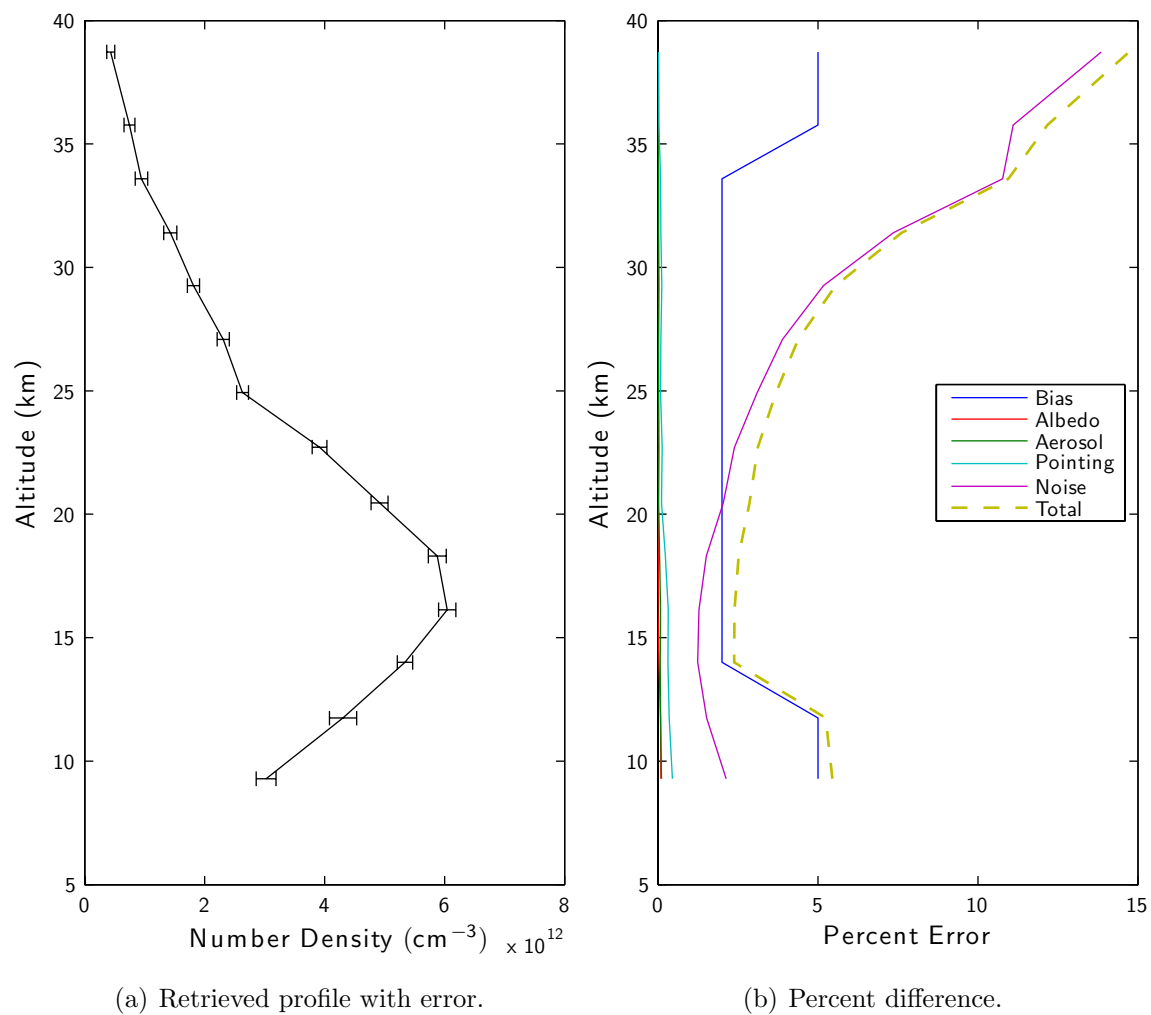 40
35
30
25
20
15
10
5
Altitude (km)
0 2 4 6 8
Number Density (cm⁻³) x 10¹²
(a) Retrieved profile with error.
40
35
30
25
20
15
10
5
Altitude (km)
Bias
Albedo
Aerosol
Pointing
Noise
Total
0 5 10 15
Percent Error
(b) Percent difference.